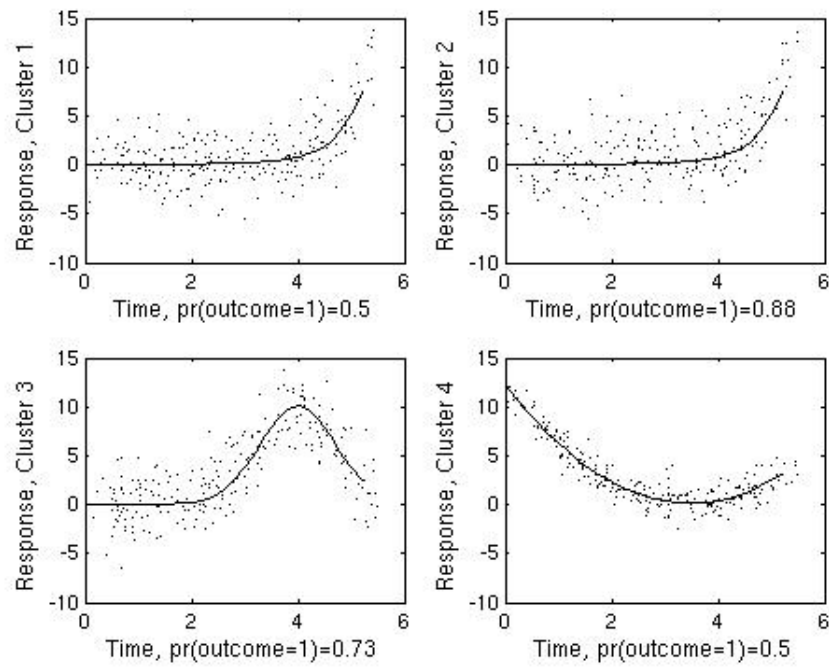 15
10
5
0
-5
-10
Response, Cluster 1
0 2 4 6
Time, pr(outcome=1)=0.5
15
10
5
0
-5
-10
Response, Cluster 2
0 2 4 6
Time, pr(outcome=1)=0.88
15
10
5
0
-5
-10
Response, Cluster 3
0 2 4 6
Time, pr(outcome=1)=0.73
15
10
5
0
-5
-10
Response, Cluster 4
0 2 4 6
Time, pr(outcome=1)=0.5